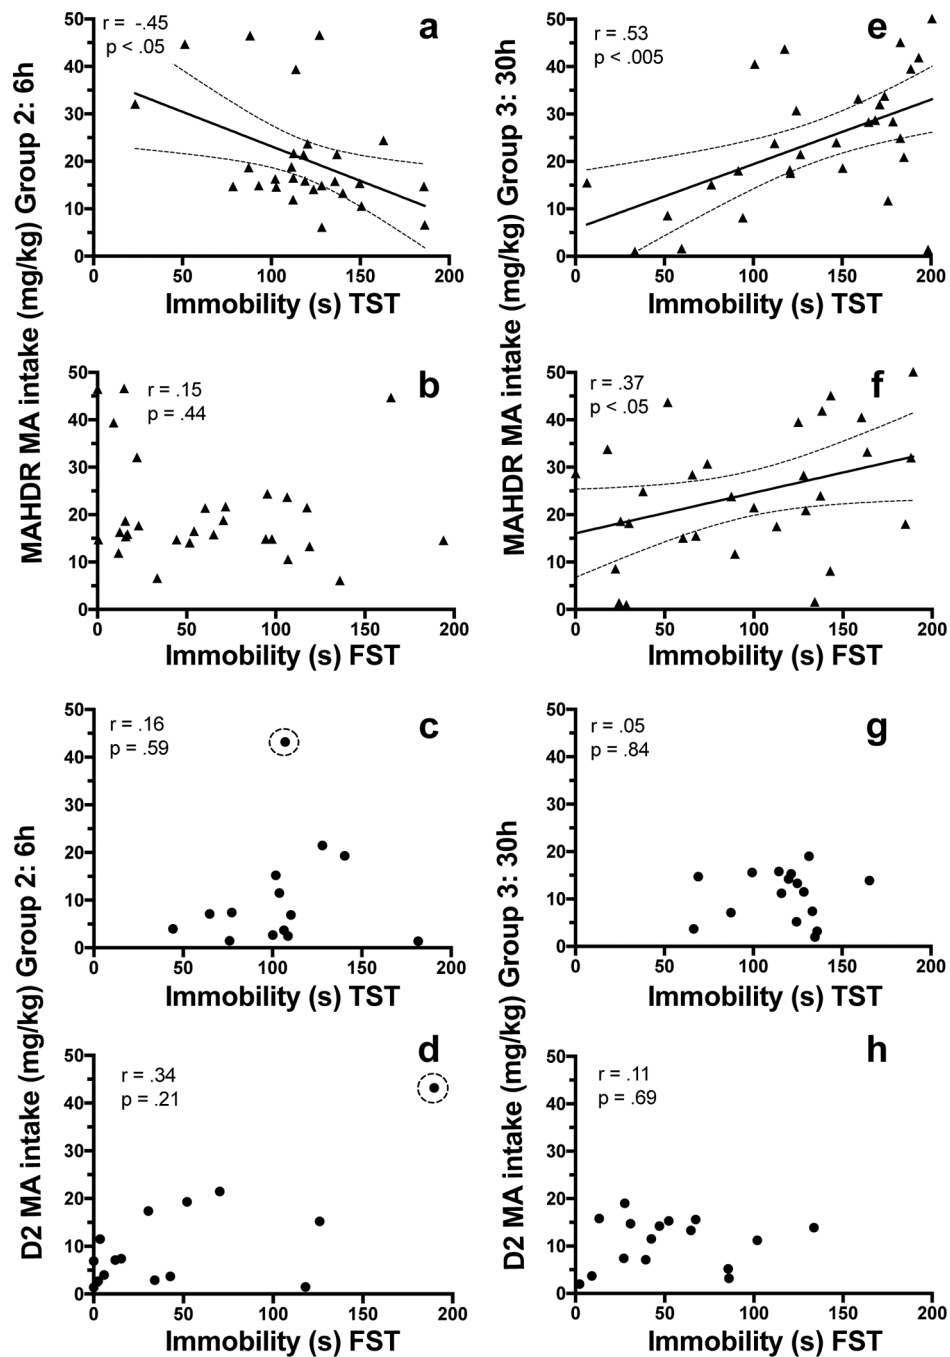 MAHDR MA intake (mg/kg) Group 2: 6h
a
r = -.45
p < .05
50
40
30
20
10
0
0 50 100 150 200
Immobility (s) TST
b
r = .15
p = .44
50
40
30
20
10
0
0 50 100 150 200
Immobility (s) FST
D2 MA intake (mg/kg) Group 2: 6h
c
r = .16
p = .59
50
40
30
20
10
0
0 50 100 150 200
Immobility (s) TST
d
r = .34
p = .21
50
40
30
20
10
0
0 50 100 150 200
Immobility (s) FST
MAHDR MA intake (mg/kg) Group 3: 30h
e
r = .53
p < .005
50
40
30
20
10
0
0 50 100 150 200
Immobility (s) TST
f
r = .37
p < .05
50
40
30
20
10
0
0 50 100 150 200
Immobility (s) FST
D2 MA intake (mg/kg) Group 3: 30h
g
r = .05
p = .84
50
40
30
20
10
0
0 50 100 150 200
Immobility (s) TST
h
r = .11
p = .69
50
40
30
20
10
0
0 50 100 150 200
Immobility (s) FST